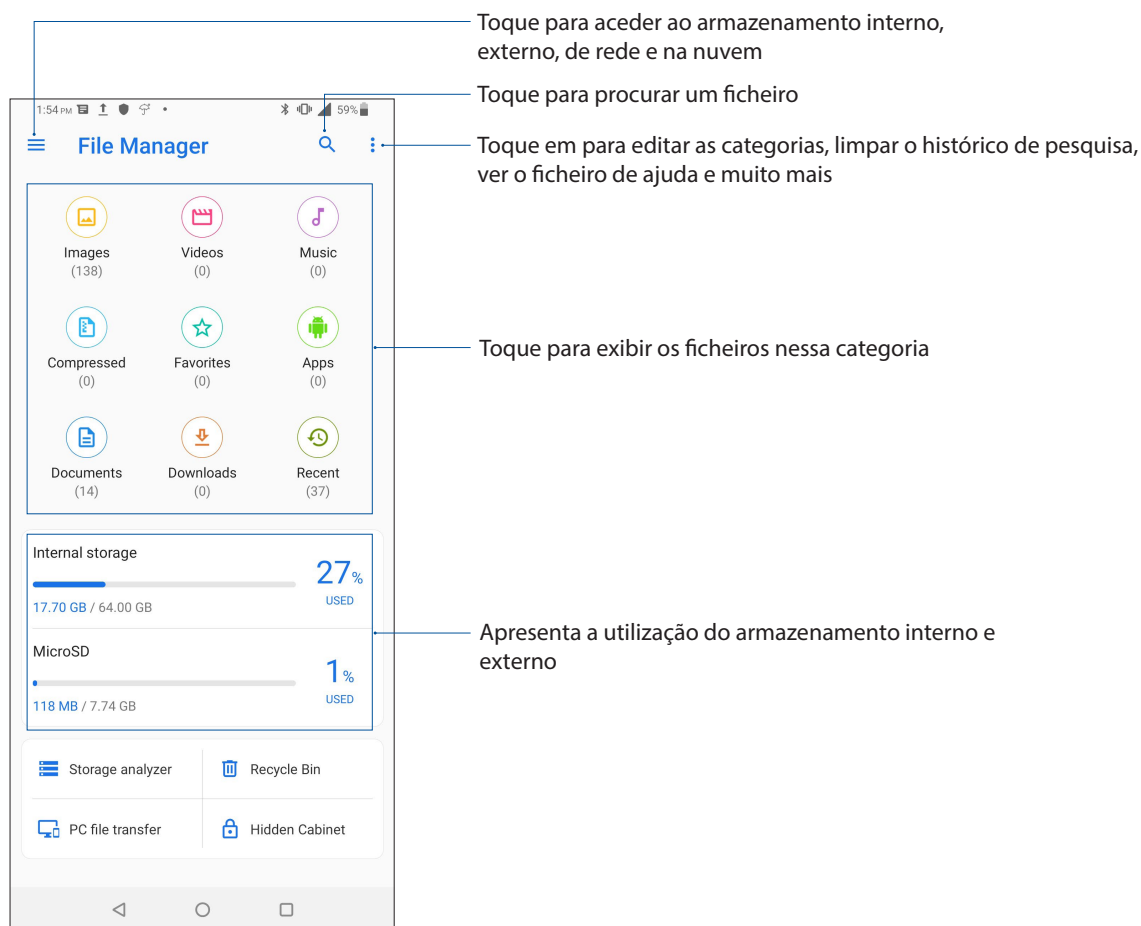 Toque para aceder ao armazenamento interno,
externo, de rede e na nuvem
Toque para procurar um ficheiro
1:54 PM 59%
File Manager
Toque em para editar as categorias, limpar o histórico de pesquisa,
ver o ficheiro de ajuda e muito mais
Images Videos Music
(138) (0) (0)
Compressed Favorites Apps
(0) (0) (0)
Toque para exibir os ficheiros nessa categoria
Documents Downloads Recent
(14) (0) (37)
Internal storage
27%
USED
17.70 GB / 64.00 GB
Apresenta a utilização do armazenamento interno e
externo
MicroSD
1%
USED
118 MB / 7.74 GB
Storage analyzer Recycle Bin
PC file transfer Hidden Cabinet